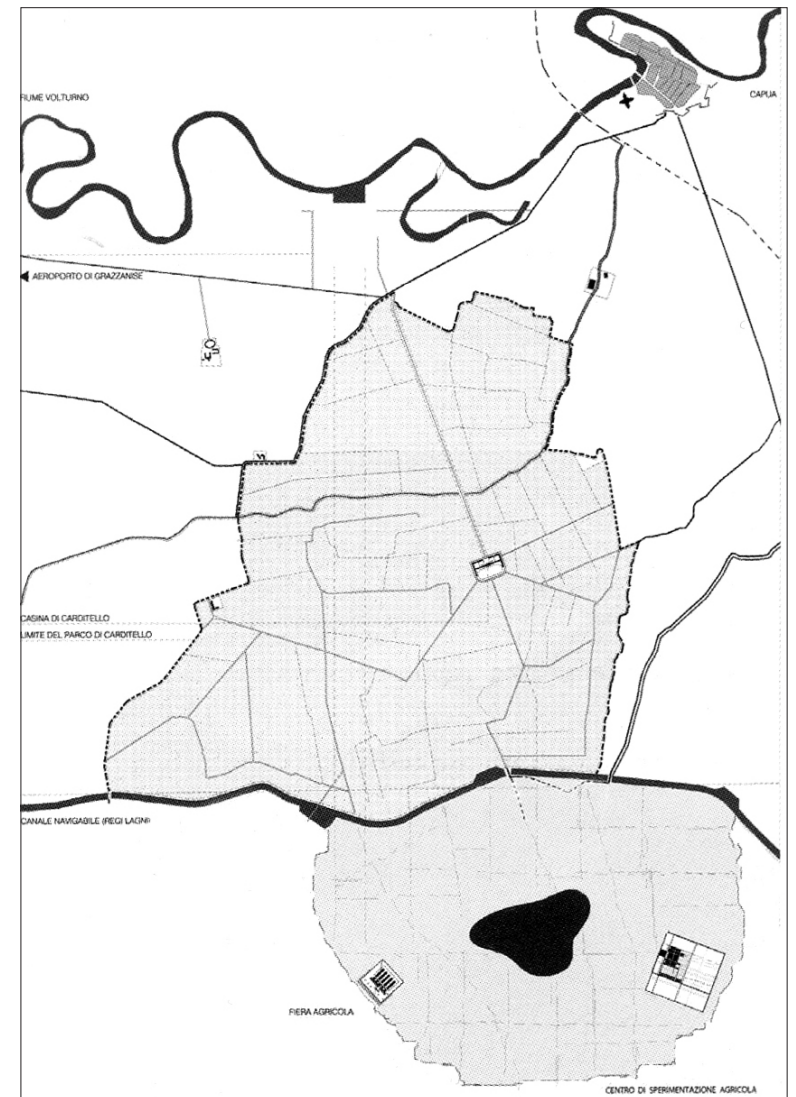 FIUME VOLTURNO
CAPUA
AEROPORTO DI GRAZZANISE
CASINA DI CARDITELLO
LIMITE DEL PARCO DI CARDITELLO
CANALE NAVIGABILE (REGI LAGNI)
FIERA AGRICOLA
CENTRO DI SPERIMENTAZIONE AGRICOLA